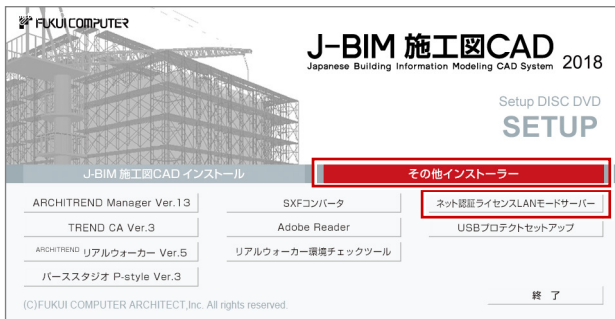 FUKUI COMPUTER
J-BIM 施工図CAD 2018
Japanese Building Information Modeling CAD System
Setup DISC DVD
SETUP
J-BIM 施工図CAD インストール
その他インストーラー
ARCHITREND Manager Ver.13
SXFコンバータ
ネット認証ライセンスLANモードサーバー
TREND CA Ver.3
Adobe Reader
USBプロテクトセットアップ
ARCHITREND リアルウォーカー Ver.5
リアルウォーカー環境チェックツール
パーススタジオ P-style Ver.3
終 了
(C)FUKUI COMPUTER ARCHITECT,Inc. All rights reserved.